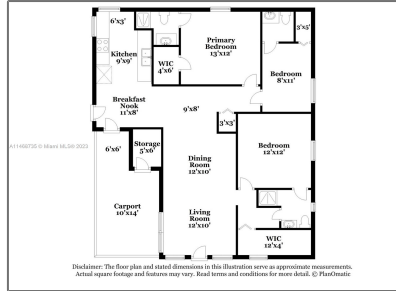 6'x3'
3'x5'
Kitchen
9'x9'
Primary
Bedroom
13'x12'
WIC
4'x6'
Bedroom
8'x11'
Breakfast
Nook
11'x8'
9'x8'
3'x3'
6'x6'
Storage
5'x6'
Bedroom
12'x12'
Dining
Room
12'x10'
Carport
10'x14'
Living
Room
12'x10'
WIC
12'x4'
A11469735 © Miami MLS® 2023
Disclaimer: The floor plan and stated dimensions in this illustration serve as approximate measurements.
Actual square footage and features may vary. Read terms and conditions for more detail. © PlanOmatic